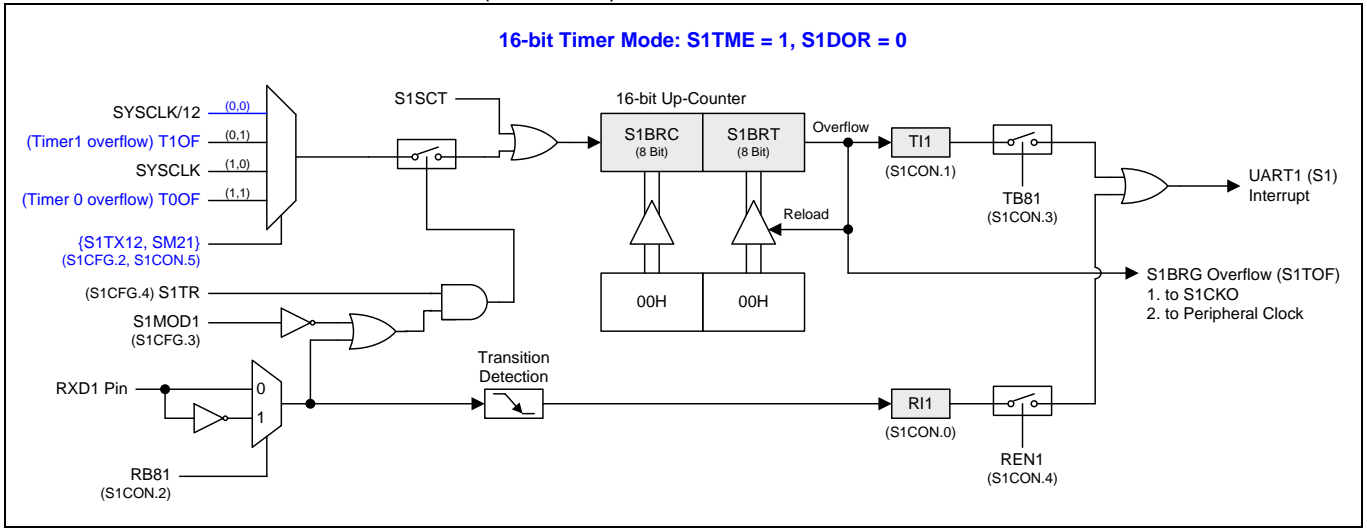 16-bit Timer Mode: S1TME = 1, S1DOR = 0
SYSCLK/12
(0,0)
(Timer1 overflow) T1OF
(0,1)
SYSCLK
(1,0)
(Timer 0 overflow) T0OF
(1,1)
{S1TX12, SM21}
(S1CFG.2, S1CON.5)
(S1CFG.4) S1TR
S1MOD1
(S1CFG.3)
RXD1 Pin
0
1
RB81
(S1CON.2)
S1SCT
16-bit Up-Counter
S1BRC
(8 Bit)
S1BRT
(8 Bit)
Overflow
Reload
00H
00H
Transition
Detection
TI1
(S1CON.1)
TB81
(S1CON.3)
UART1 (S1)
Interrupt
S1BRG Overflow (S1TOF)
1. to S1CKO
2. to Peripheral Clock
RI1
(S1CON.0)
REN1
(S1CON.4)